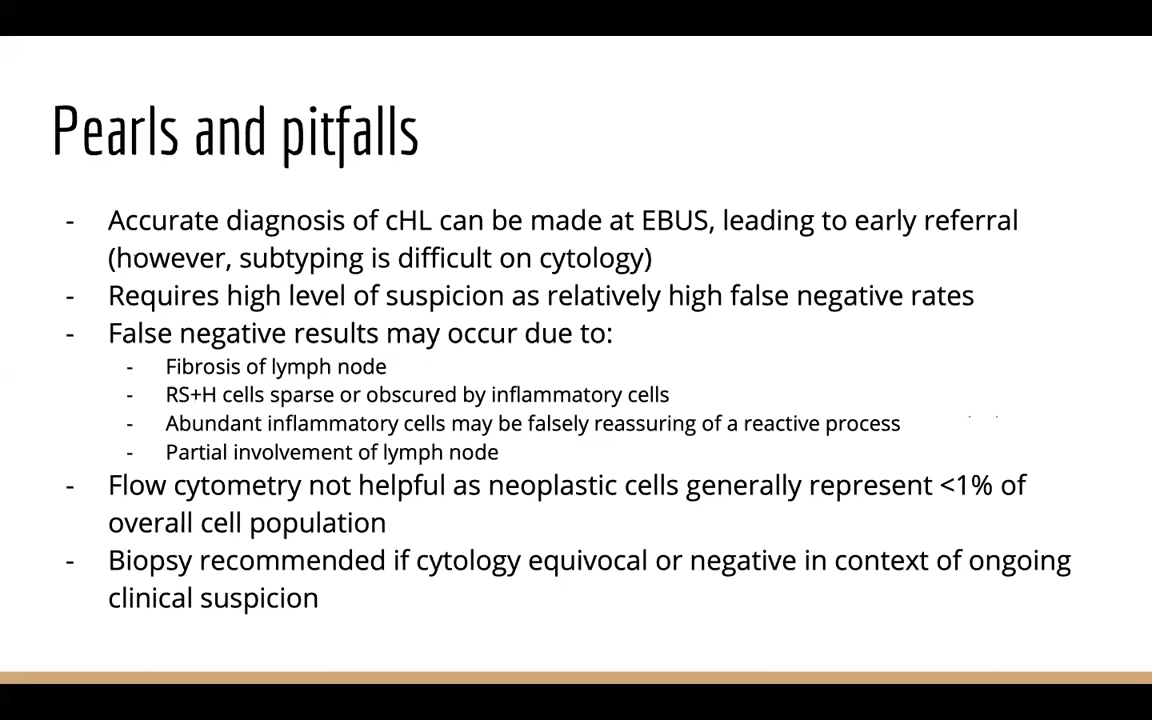 Pearls and pitfalls
- Accurate diagnosis of cHL can be made at EBUS, leading to early referral
(however, subtyping is difficult on cytology)
- Requires high level of suspicion as relatively high false negative rates
- False negative results may occur due to:
- Fibrosis of lymph node
- RS+H cells sparse or obscured by inflammatory cells
- Abundant inflammatory cells may be falsely reassuring of a reactive process
- Partial involvement of lymph node
- Flow cytometry not helpful as neoplastic cells generally represent <1% of
overall cell population
- Biopsy recommended if cytology equivocal or negative in context of ongoing
clinical suspicion